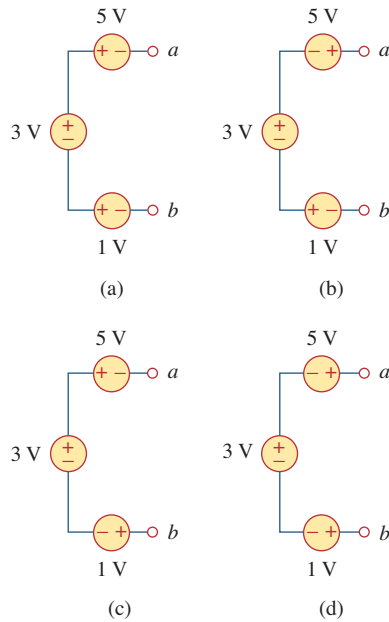 5 V 5 V
+ − a − + a
3 V + − 3 V + −
+ − b + − b
1 V 1 V
(a) (b)
5 V 5 V
+ − a − + a
3 V + − 3 V + −
− + b − + b
1 V 1 V
(c) (d)